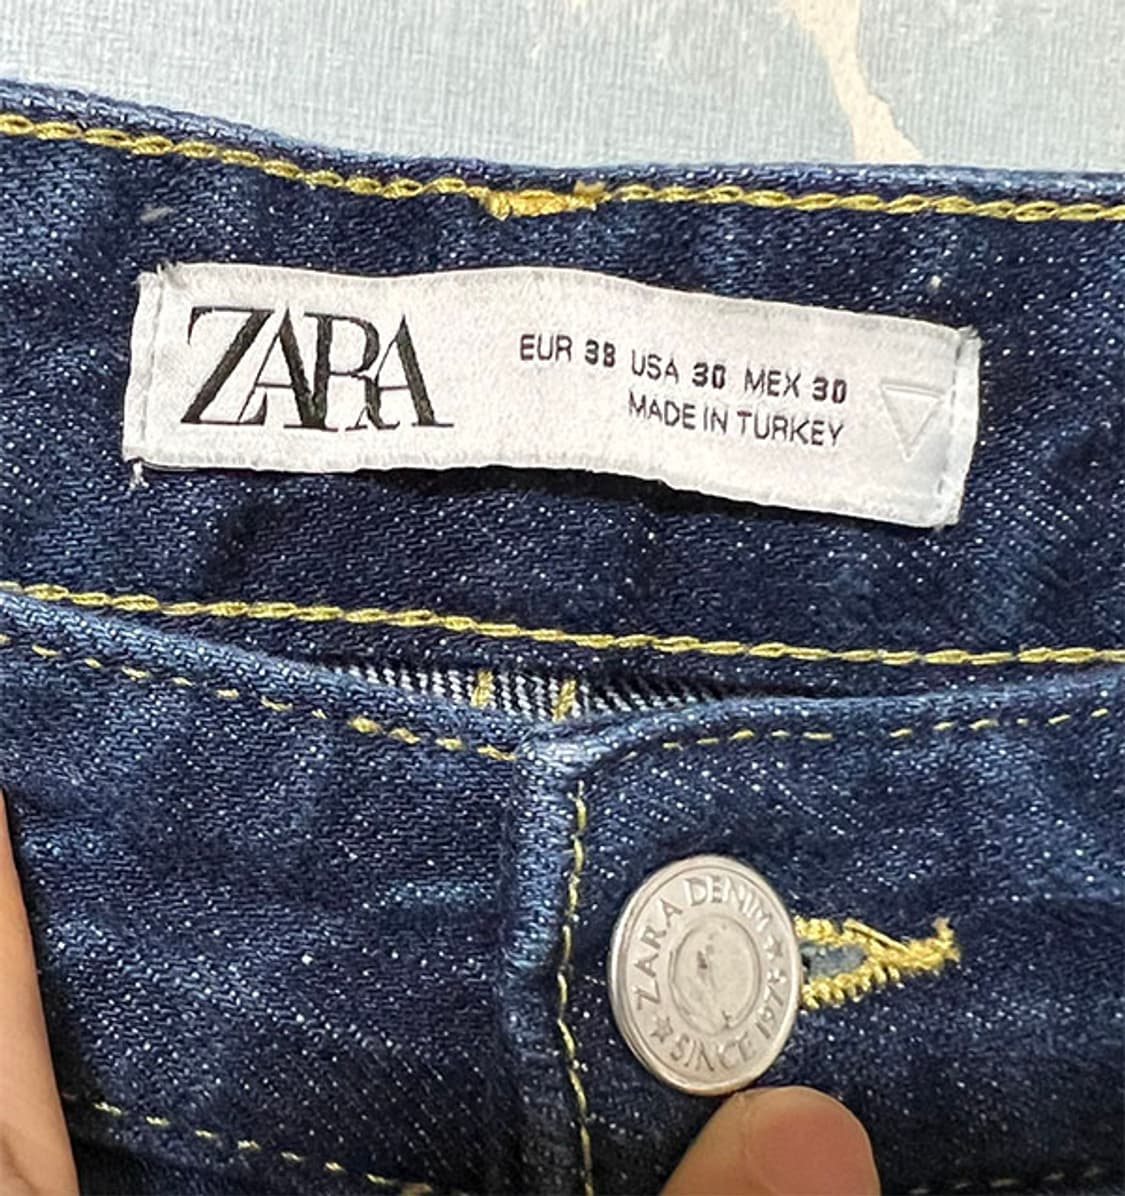 ZARA
EUR 38 USA 30 MEX 30
MADE IN TURKEY
ZARA DENIM
SINCE 1975